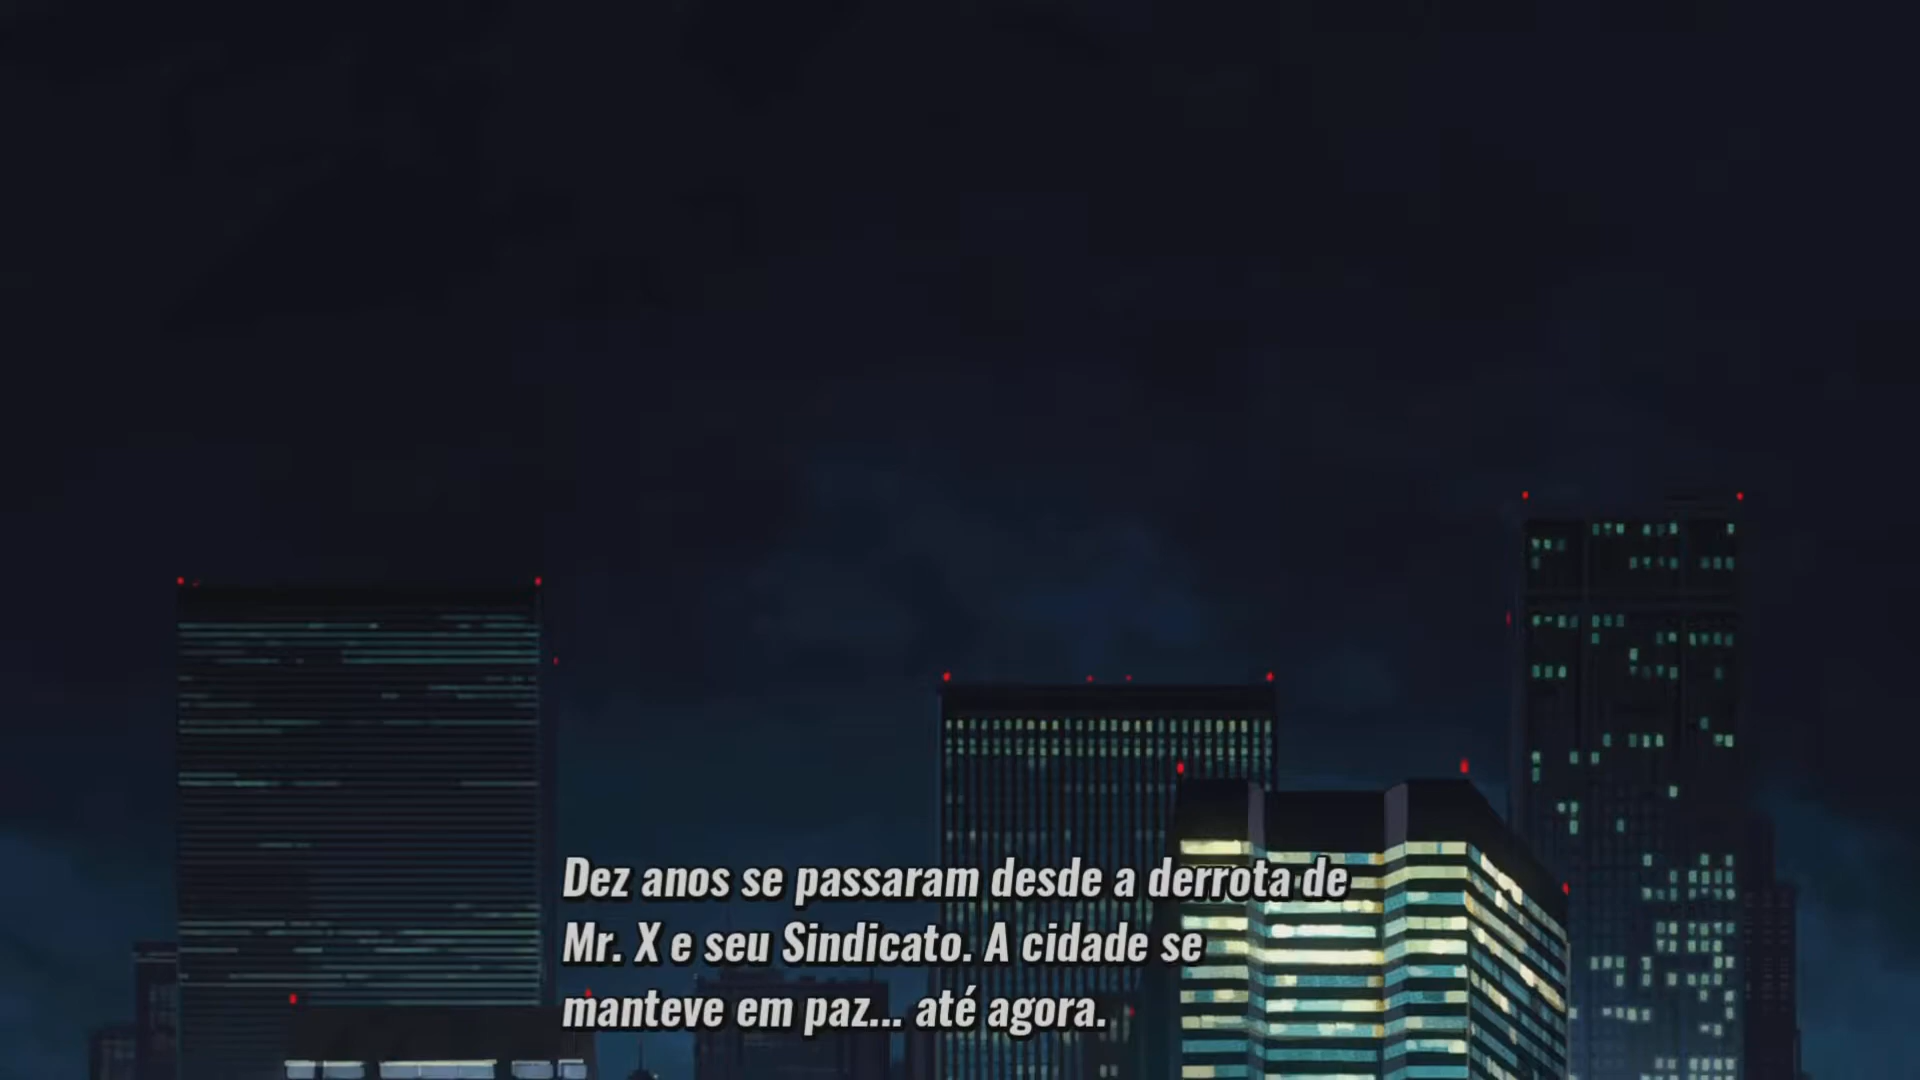 Dez anos se passaram desde a derrota de
Mr. X e seu Sindicato. A cidade se
manteve em paz... até agora.